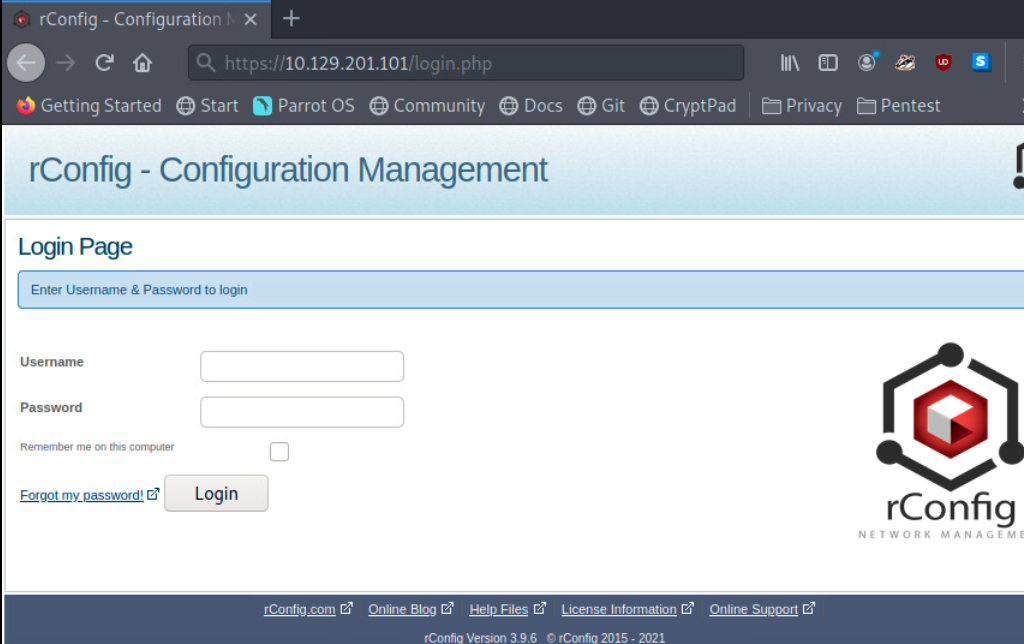 rConfig - Configuration
https://10.129.201.101/login.php
Getting Started Start Parrot OS Community Docs Git CryptPad Privacy Pentest
rConfig - Configuration Management
Login Page
Enter Username & Password to login
Username
Password
Remember me on this computer
Forgot my password! Login
rConfig
NETWORK MANAGEME
rConfig.com Online Blog Help Files License Information Online Support
rConfig Version 3.9.6 © rConfig 2015 - 2021